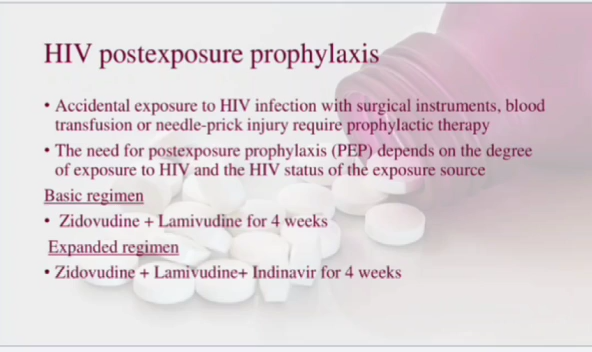 HIV postexposure prophylaxis
• Accidental exposure to HIV infection with surgical instruments, blood
transfusion or needle-prick injury require prophylactic therapy
• The need for postexposure prophylaxis (PEP) depends on the degree
of exposure to HIV and the HIV status of the exposure source
Basic regimen
• Zidovudine + Lamivudine for 4 weeks
Expanded regimen
• Zidovudine + Lamivudine+ Indinavir for 4 weeks